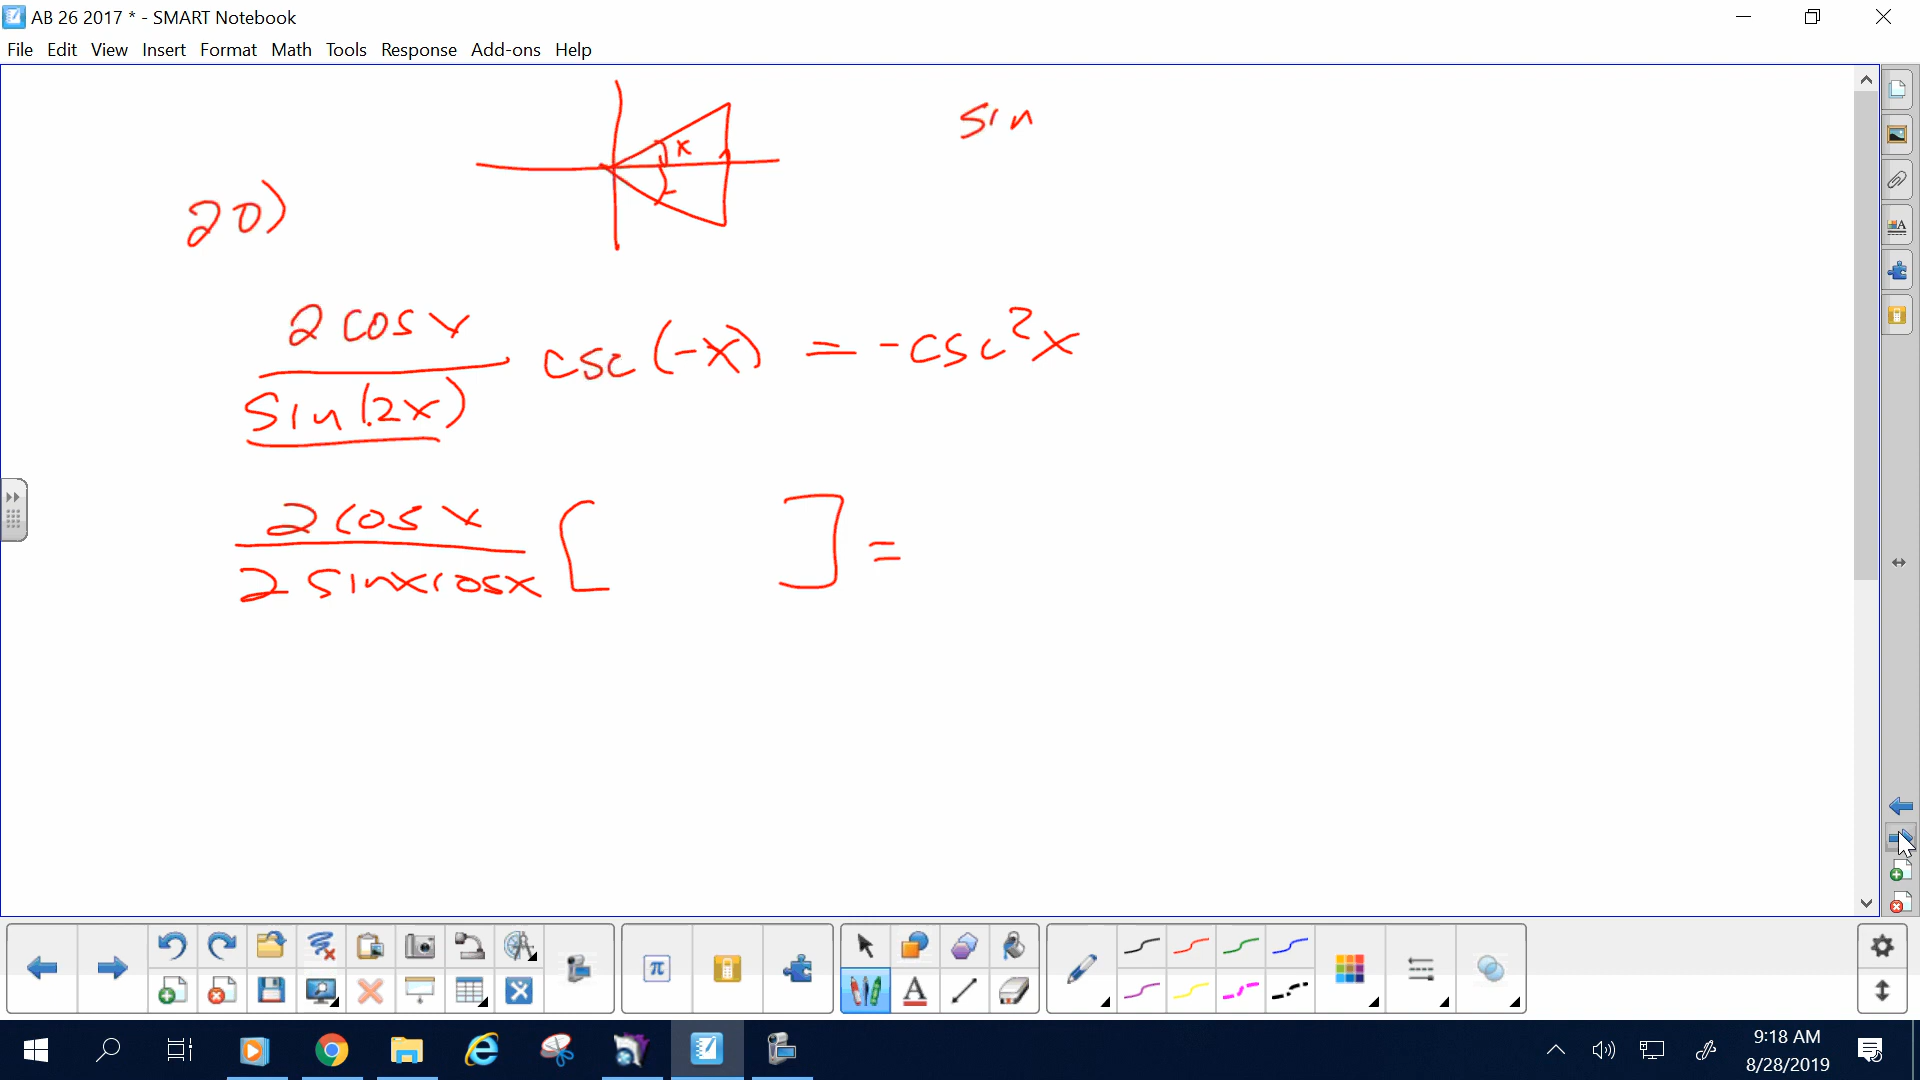 AB 26 2017 * - SMART Notebook
File Edit View Insert Format Math Tools Response Add-ons Help
sin
x
20)
2 cos x
csc (-x) = -csc²x
sin(2x)
2 cos x
[ ] =
2 sinx cosx
π
A
9:18 AM
8/28/2019